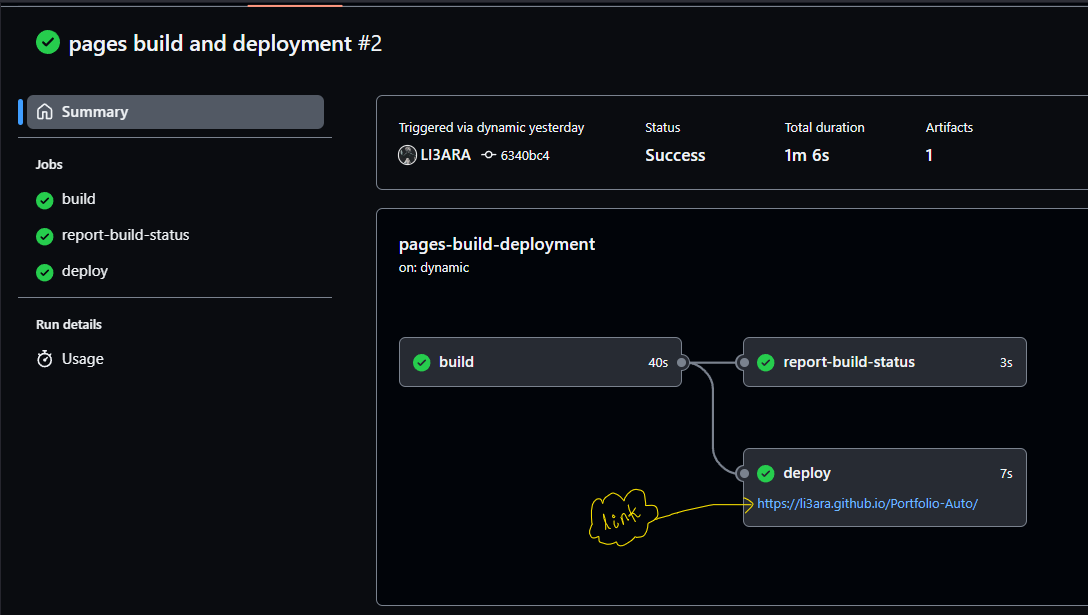 pages build and deployment #2
Summary
Jobs
build
report-build-status
deploy
Run details
Usage
Triggered via dynamic yesterday
LI3ARA 6340bc4
Status
Success
Total duration
1m 6s
Artifacts
1
pages-build-deployment
on: dynamic
build 40s
report-build-status 3s
deploy 7s
https://li3ara.github.io/Portfolio-Auto/
link